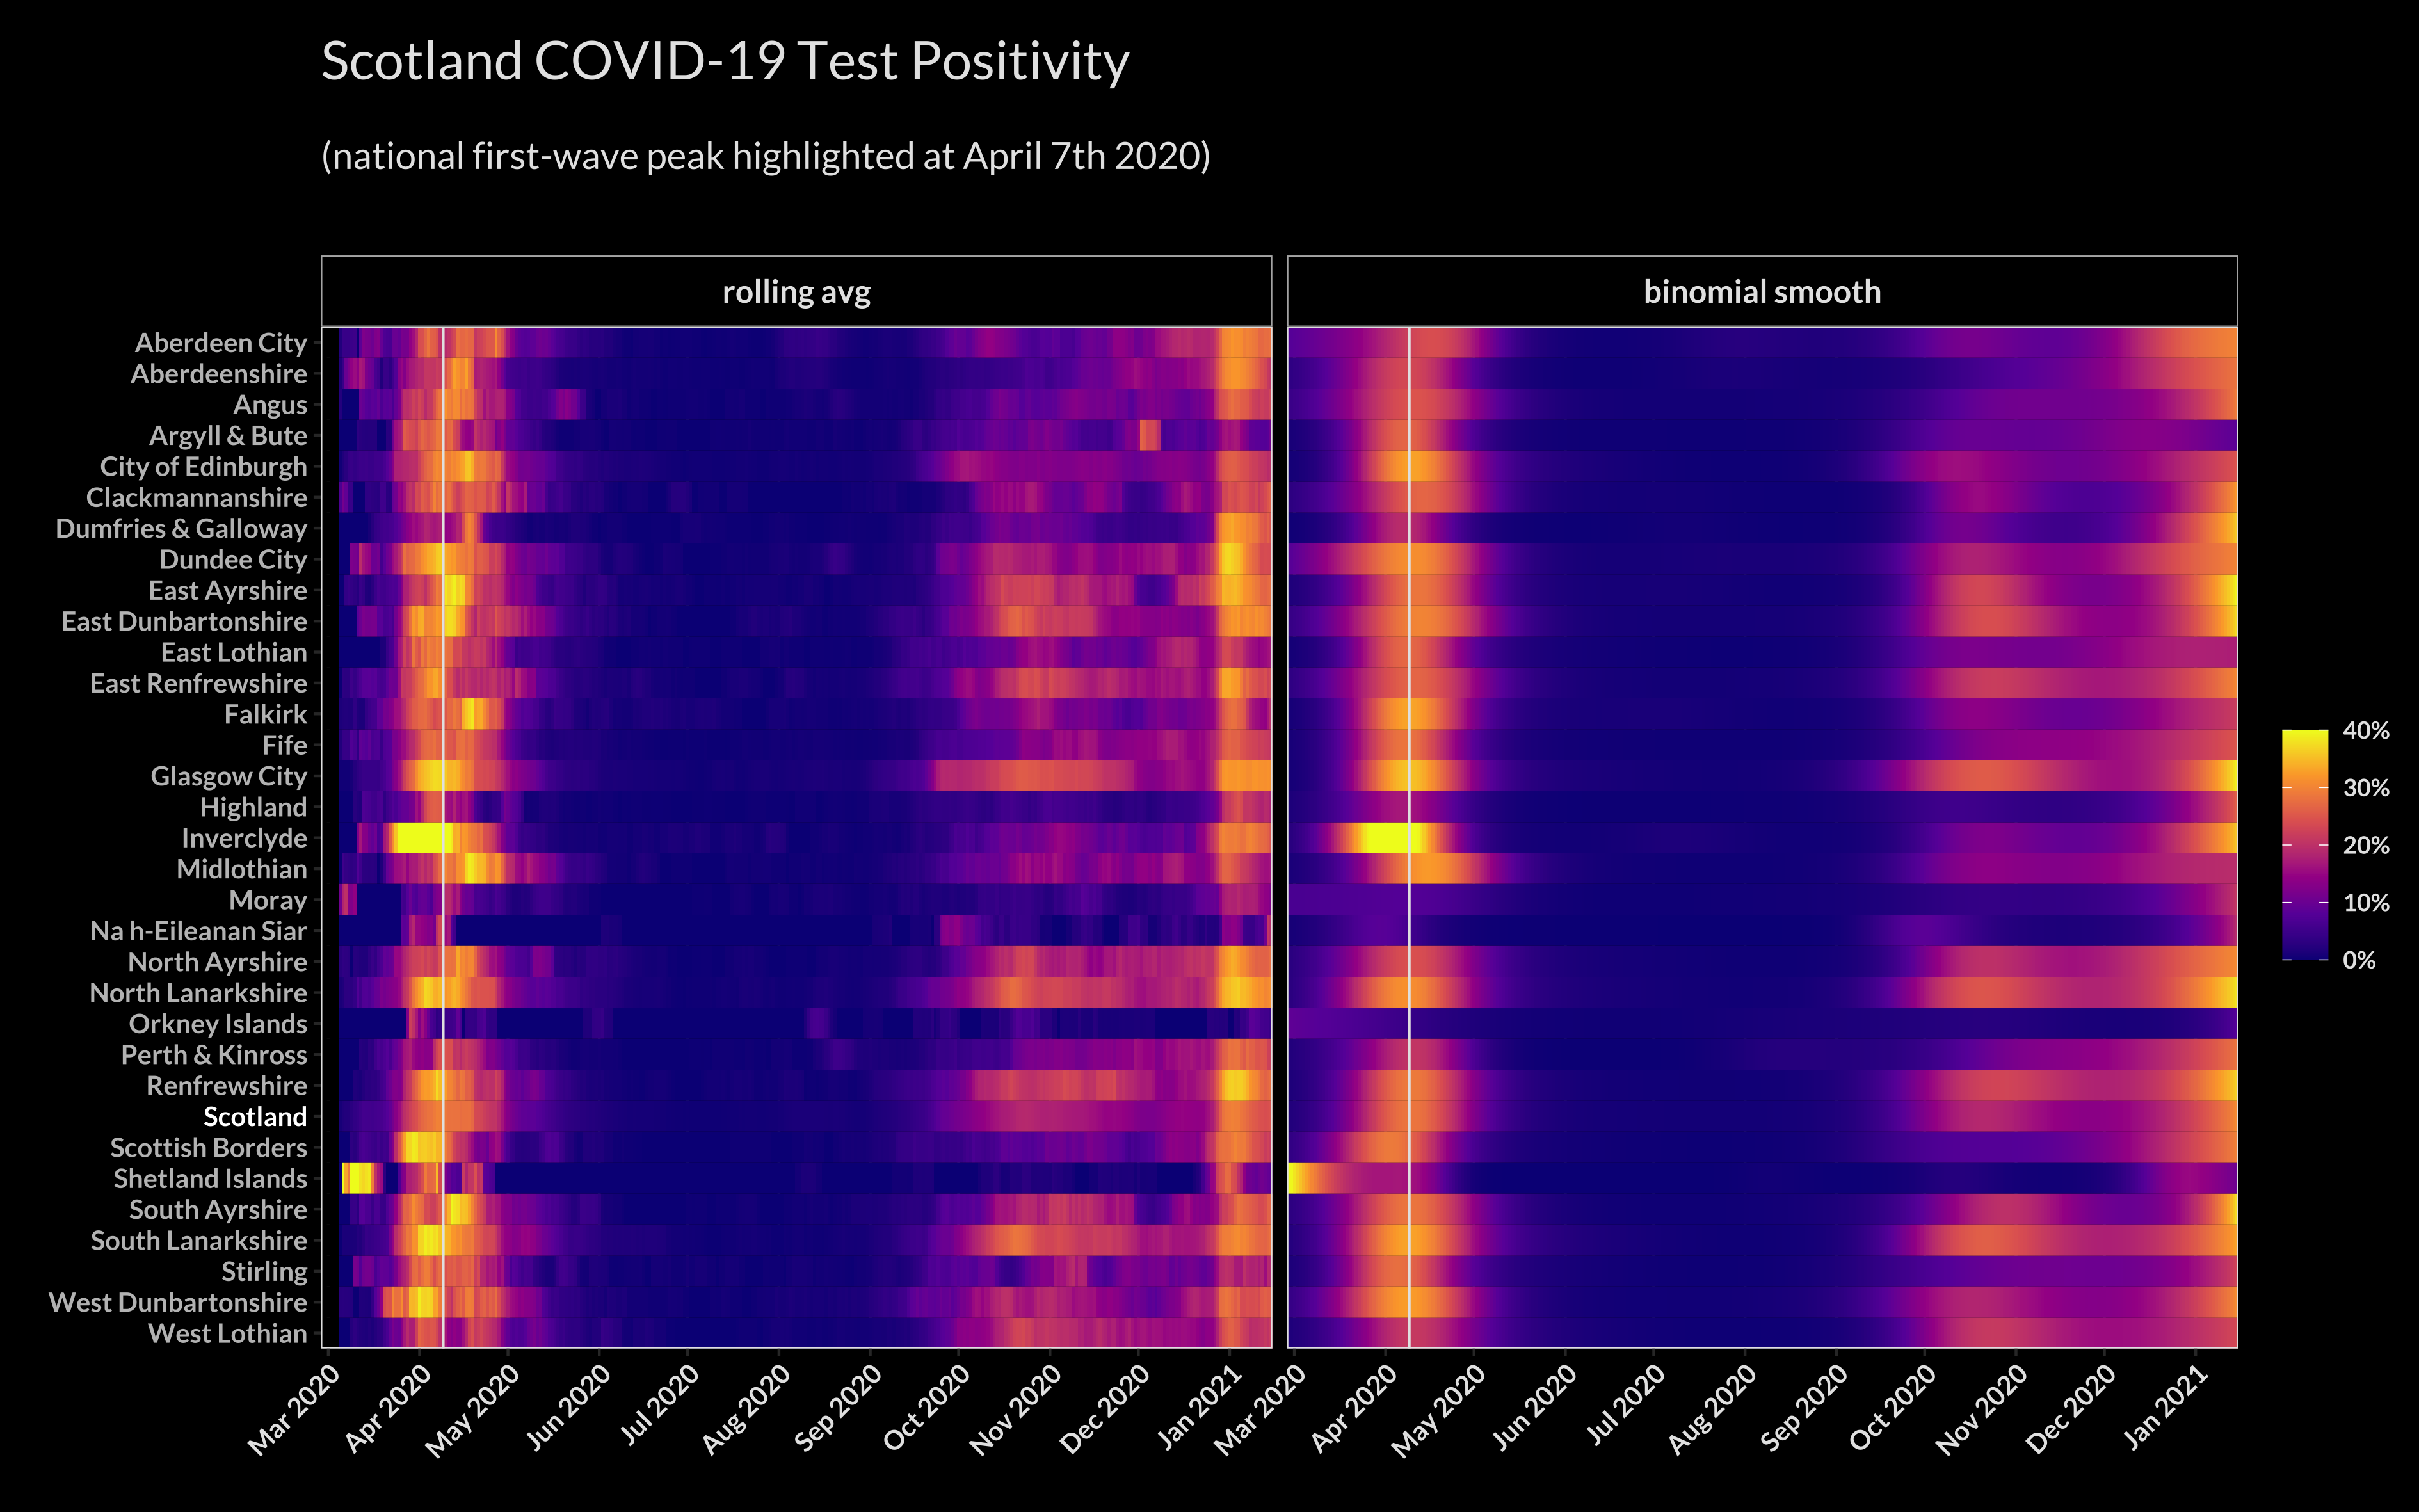 Scotland COVID-19 Test Positivity
(national first-wave peak highlighted at April 7th 2020)
rolling avg
binomial smooth
Aberdeen City
Aberdeenshire
Angus
Argyll & Bute
City of Edinburgh
Clackmannanshire
Dumfries & Galloway
Dundee City
East Ayrshire
East Dunbartonshire
East Lothian
East Renfrewshire
Falkirk
Fife
Glasgow City
Highland
Inverclyde
Midlothian
Moray
Na h-Eileanan Siar
North Ayrshire
North Lanarkshire
Orkney Islands
Perth & Kinross
Renfrewshire
Scotland
Scottish Borders
Shetland Islands
South Ayrshire
South Lanarkshire
Stirling
West Dunbartonshire
West Lothian
Mar 2020
Apr 2020
May 2020
Jun 2020
Jul 2020
Aug 2020
Sep 2020
Oct 2020
Nov 2020
Dec 2020
Jan 2021
Mar 2020
Apr 2020
May 2020
Jun 2020
Jul 2020
Aug 2020
Sep 2020
Oct 2020
Nov 2020
Dec 2020
Jan 2021
40%
30%
20%
10%
0%